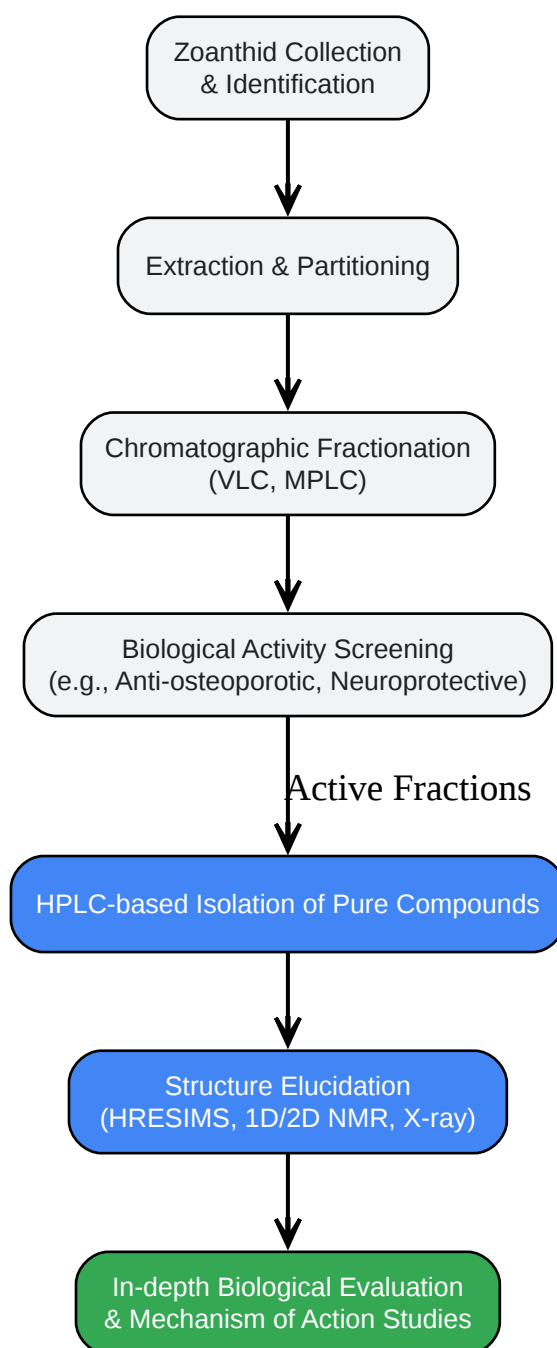 Zoanthid Collection
& Identification
Extraction & Partitioning
Chromatographic Fractionation
(VLC, MPLC)
Biological Activity Screening
(e.g., Anti-osteoporotic, Neuroprotective)
Active Fractions
HPLC-based Isolation of Pure Compounds
Structure Elucidation
(HRESIMS, 1D/2D NMR, X-ray)
In-depth Biological Evaluation
& Mechanism of Action Studies